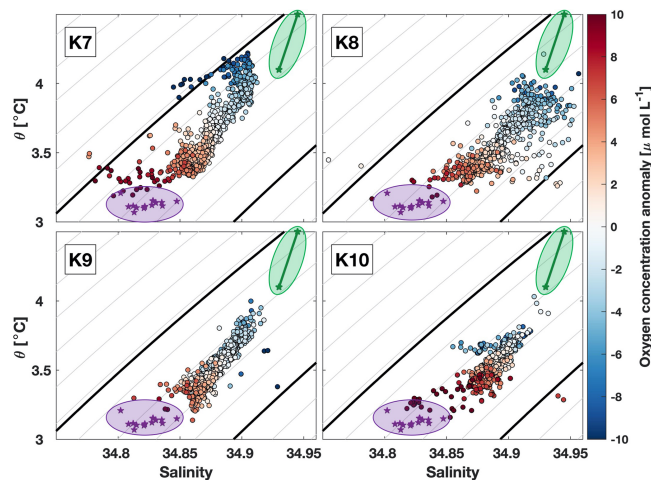 K7
K8
4
3.5
3
θ [°C]
K9
K10
4
3.5
3
θ [°C]
34.8
34.85
34.9
34.95
34.8
34.85
34.9
34.95
Salinity
Salinity
10
8
6
4
2
0
-2
-4
-6
-8
-10
Oxygen concentration anomaly [μ mol L⁻¹]